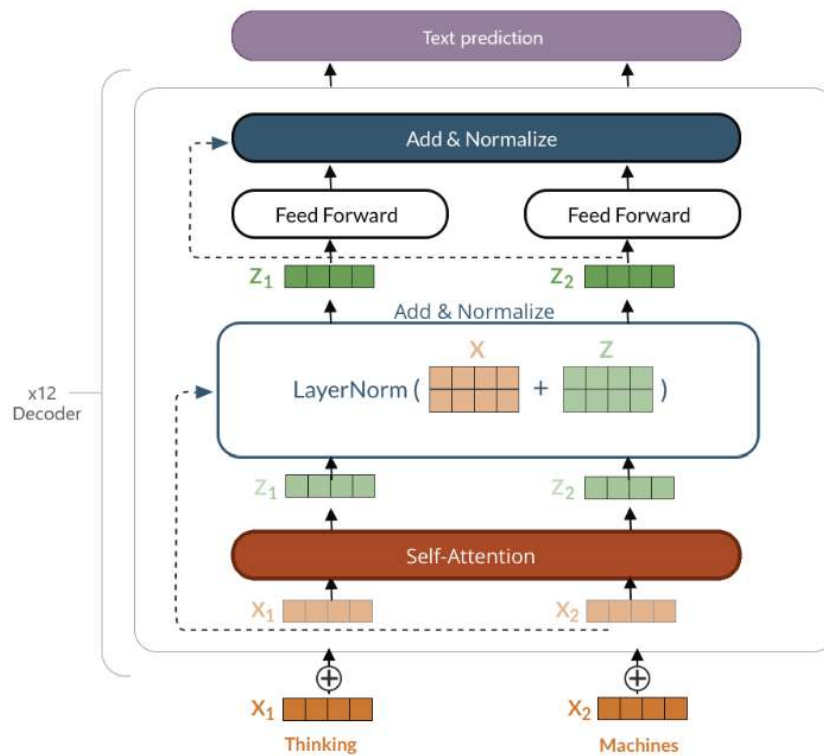 Text prediction
Add & Normalize
Feed Forward Feed Forward
Z1 Z2
Add & Normalize
X Z
LayerNorm ( + )
x12
Decoder
Z1 Z2
Self-Attention
X1 X2
X1 X2
Thinking Machines